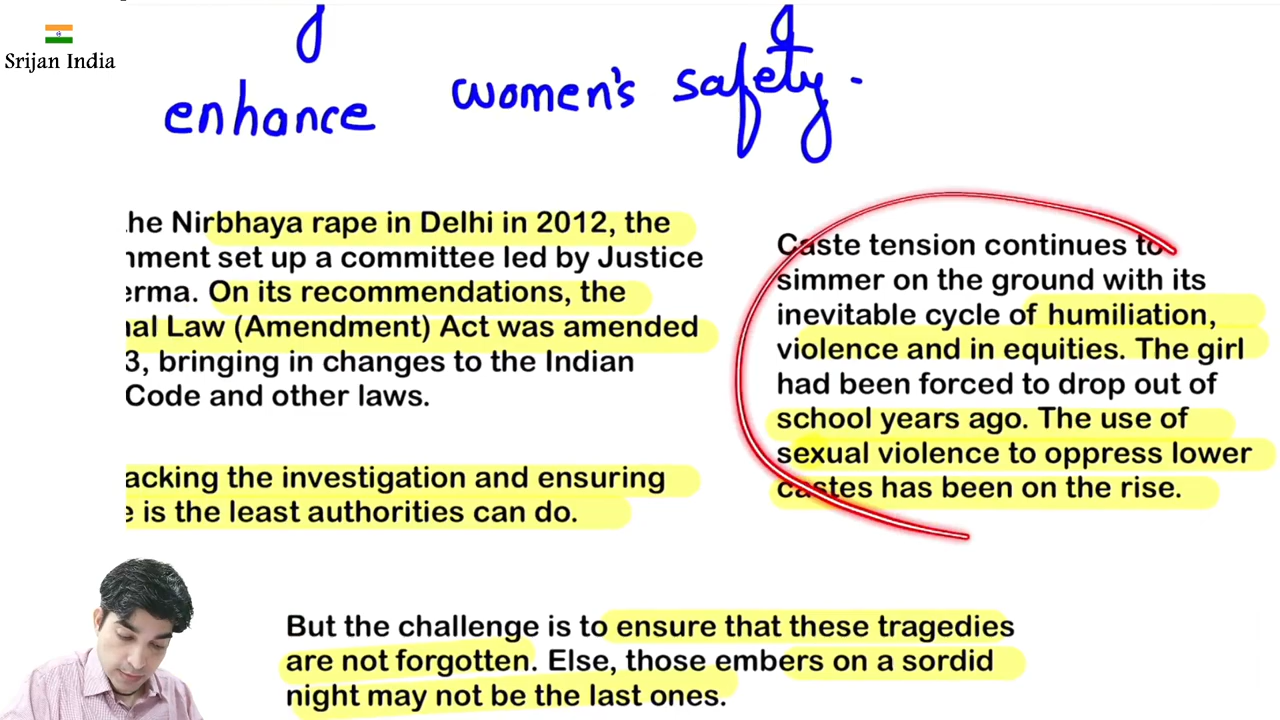 Srijan India
enhance women's safety.
he Nirbhaya rape in Delhi in 2012, the
nment set up a committee led by Justice
erma. On its recommendations, the
nal Law (Amendment) Act was amended
3, bringing in changes to the Indian
Code and other laws.
acking the investigation and ensuring
e is the least authorities can do.
Caste tension continues to
simmer on the ground with its
inevitable cycle of humiliation,
violence and in equities. The girl
had been forced to drop out of
school years ago. The use of
sexual violence to oppress lower
castes has been on the rise.
But the challenge is to ensure that these tragedies
are not forgotten. Else, those embers on a sordid
night may not be the last ones.